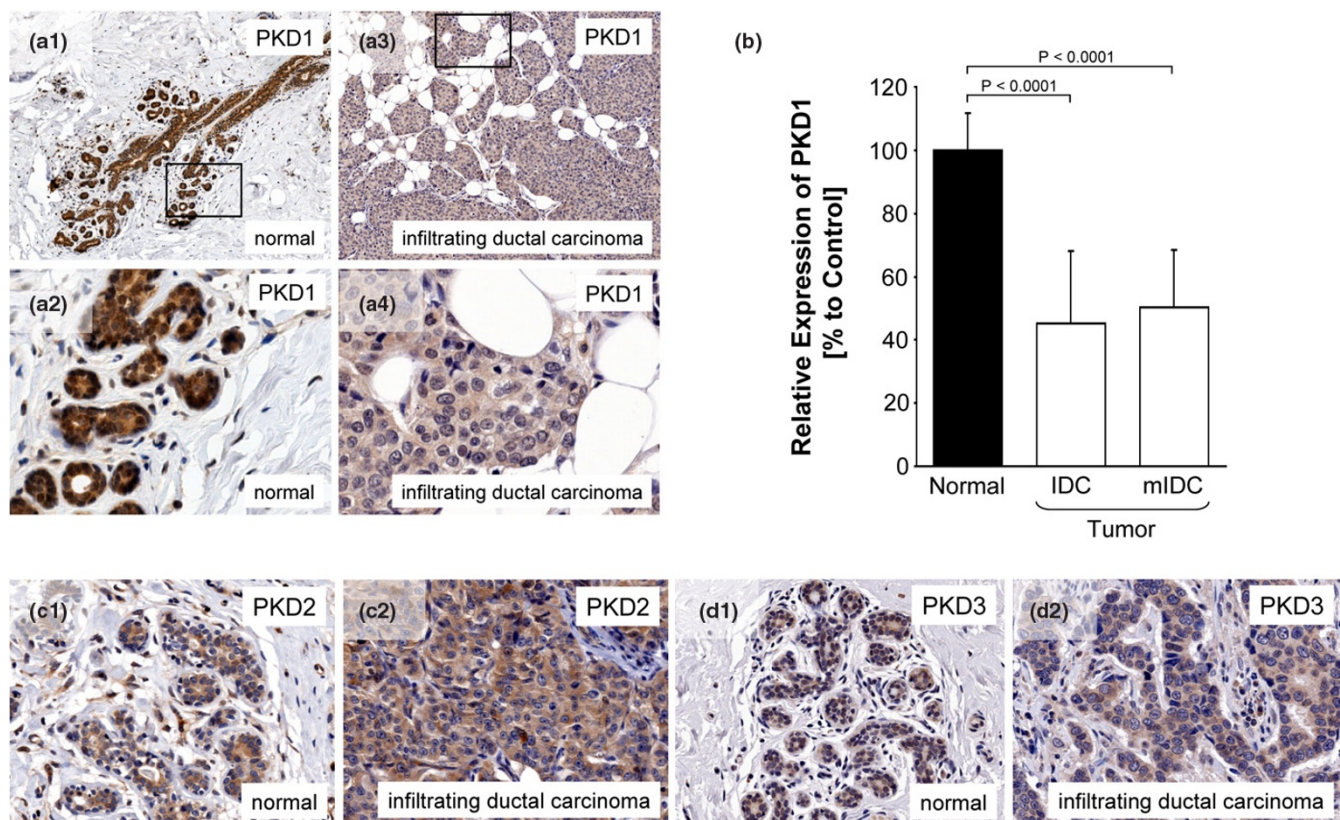 (a1)
PKD1
normal
(a3)
PKD1
infiltrating ductal carcinoma
(a2)
PKD1
normal
(a4)
PKD1
infiltrating ductal carcinoma
(b)
P < 0.0001
P < 0.0001
Relative Expression of PKD1
[% to Control]
120
100
80
60
40
20
0
Normal
IDC
mIDC
Tumor
(c1)
PKD2
normal
(c2)
PKD2
infiltrating ductal carcinoma
(d1)
PKD3
normal
(d2)
PKD3
infiltrating ductal carcinoma